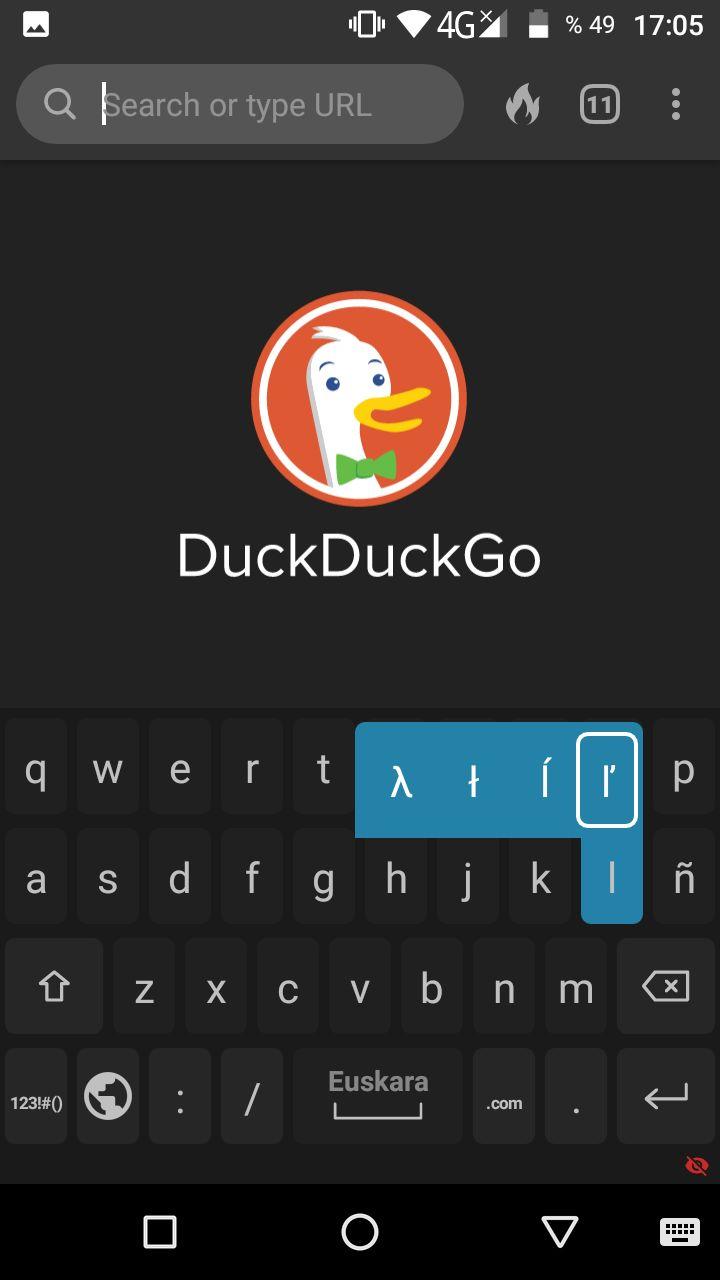 4G % 49 17:05
Search or type URL 11
DuckDuckGo
q w e r t λ ł ĺ ľ p
a s d f g h j k l ñ
z x c v b n m
123!#() : / Euskara .com .